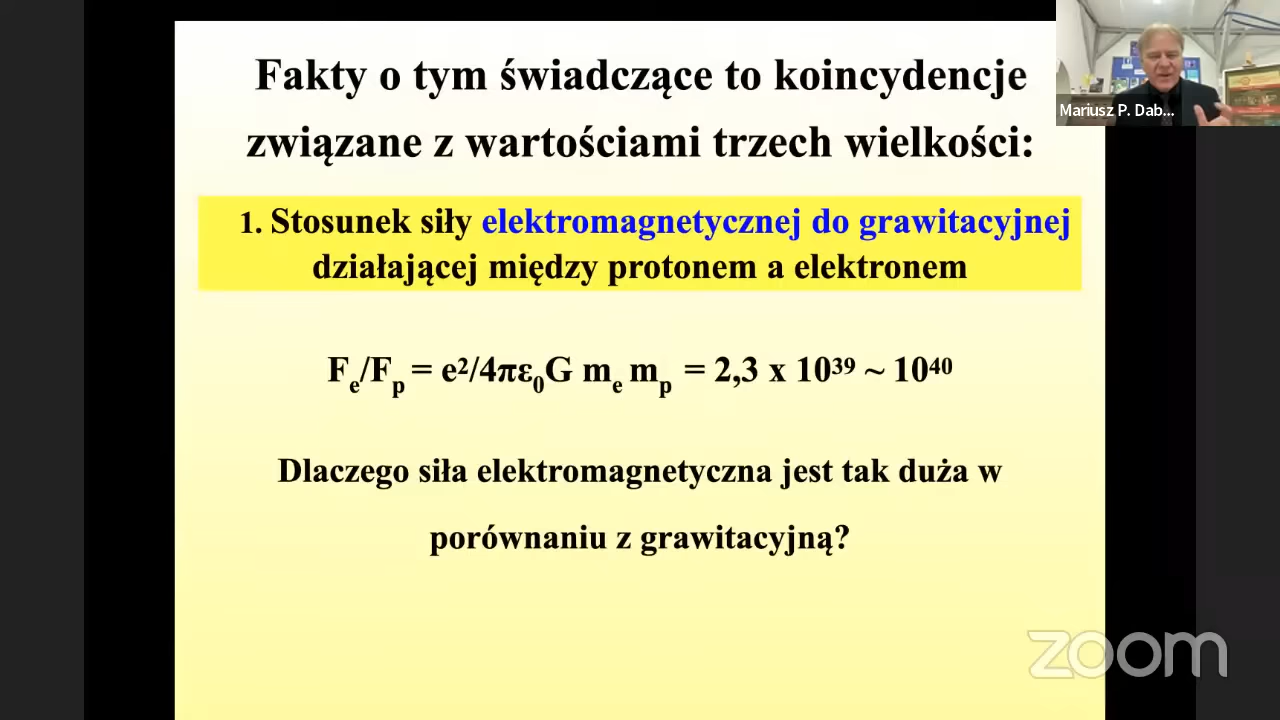 Fakty o tym świadczące to koincydencje
związane z wartościami trzech wielkości:
1. Stosunek siły elektromagnetycznej do grawitacyjnej
działającej między protonem a elektronem
Fe/Fp = e2/4πε0G me mp = 2,3 x 1039 ~ 1040
Dlaczego siła elektromagnetyczna jest tak duża w
porównaniu z grawitacyjną?
Mariusz P. Dab...
zoom